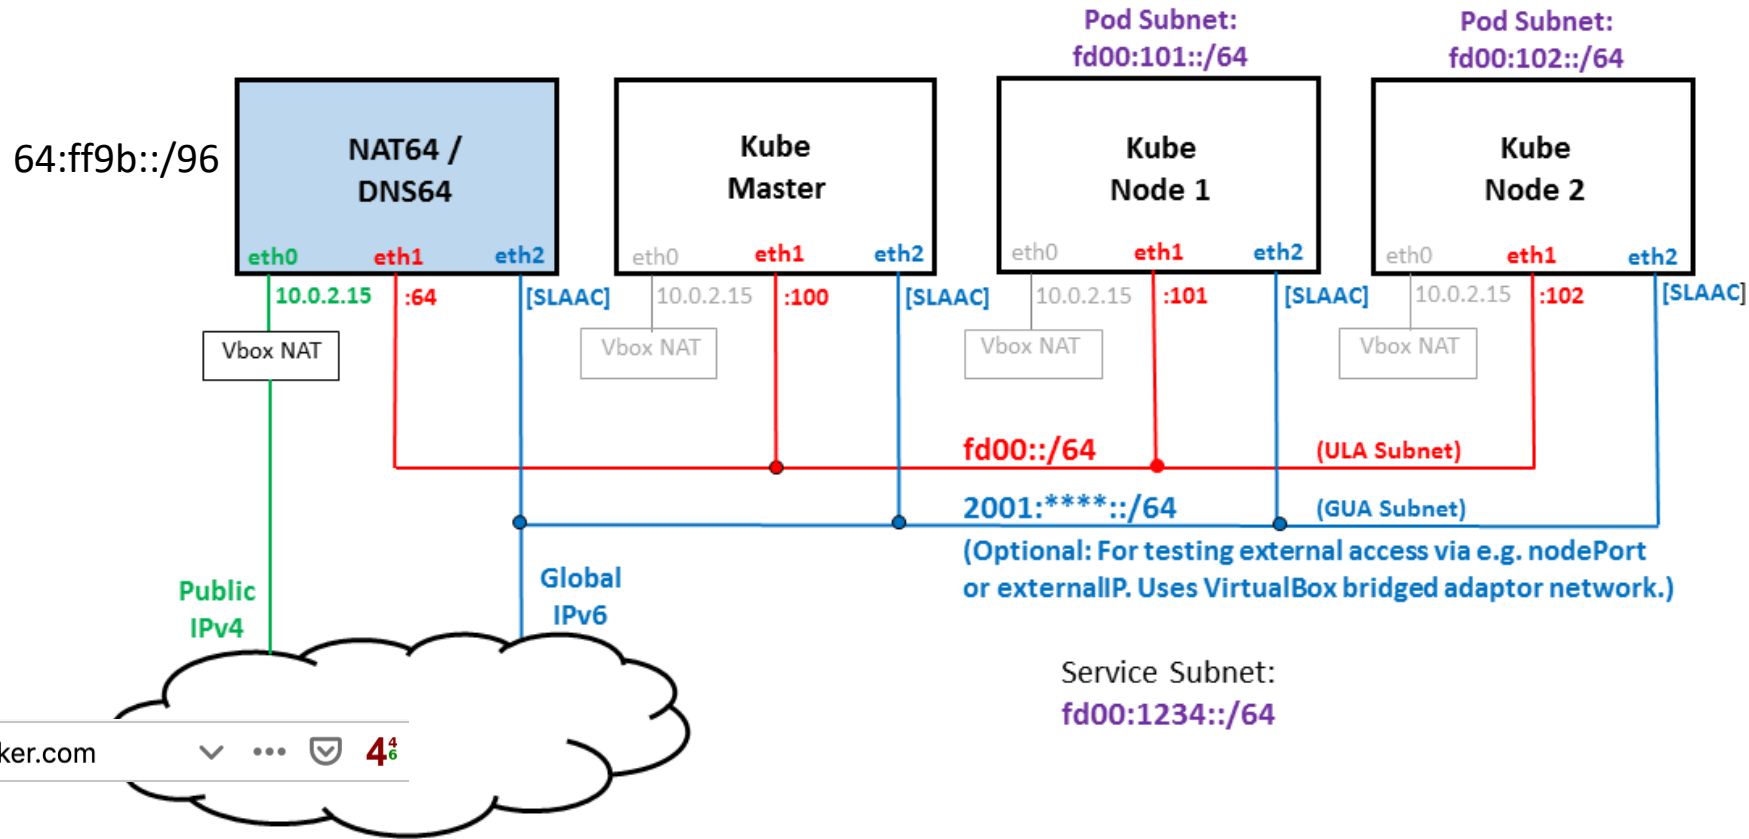 Pod Subnet:
fd00:101::/64
Pod Subnet:
fd00:102::/64
64:ff9b::/96
NAT64 /
DNS64
eth0 eth1 eth2
Kube
Master
eth0 eth1 eth2
Kube
Node 1
eth0 eth1 eth2
Kube
Node 2
eth0 eth1 eth2
10.0.2.15 :64 [SLAAC]
10.0.2.15 :100 [SLAAC]
10.0.2.15 :101 [SLAAC]
10.0.2.15 :102 [SLAAC]
Vbox NAT
Vbox NAT
Vbox NAT
Vbox NAT
fd00::/64 (ULA Subnet)
2001:****::/64 (GUA Subnet)
(Optional: For testing external access via e.g. nodePort
or externalIP. Uses VirtualBox bridged adaptor network.)
Public
IPv4
Global
IPv6
Service Subnet:
fd00:1234::/64
ker.com ••• 4 4 6